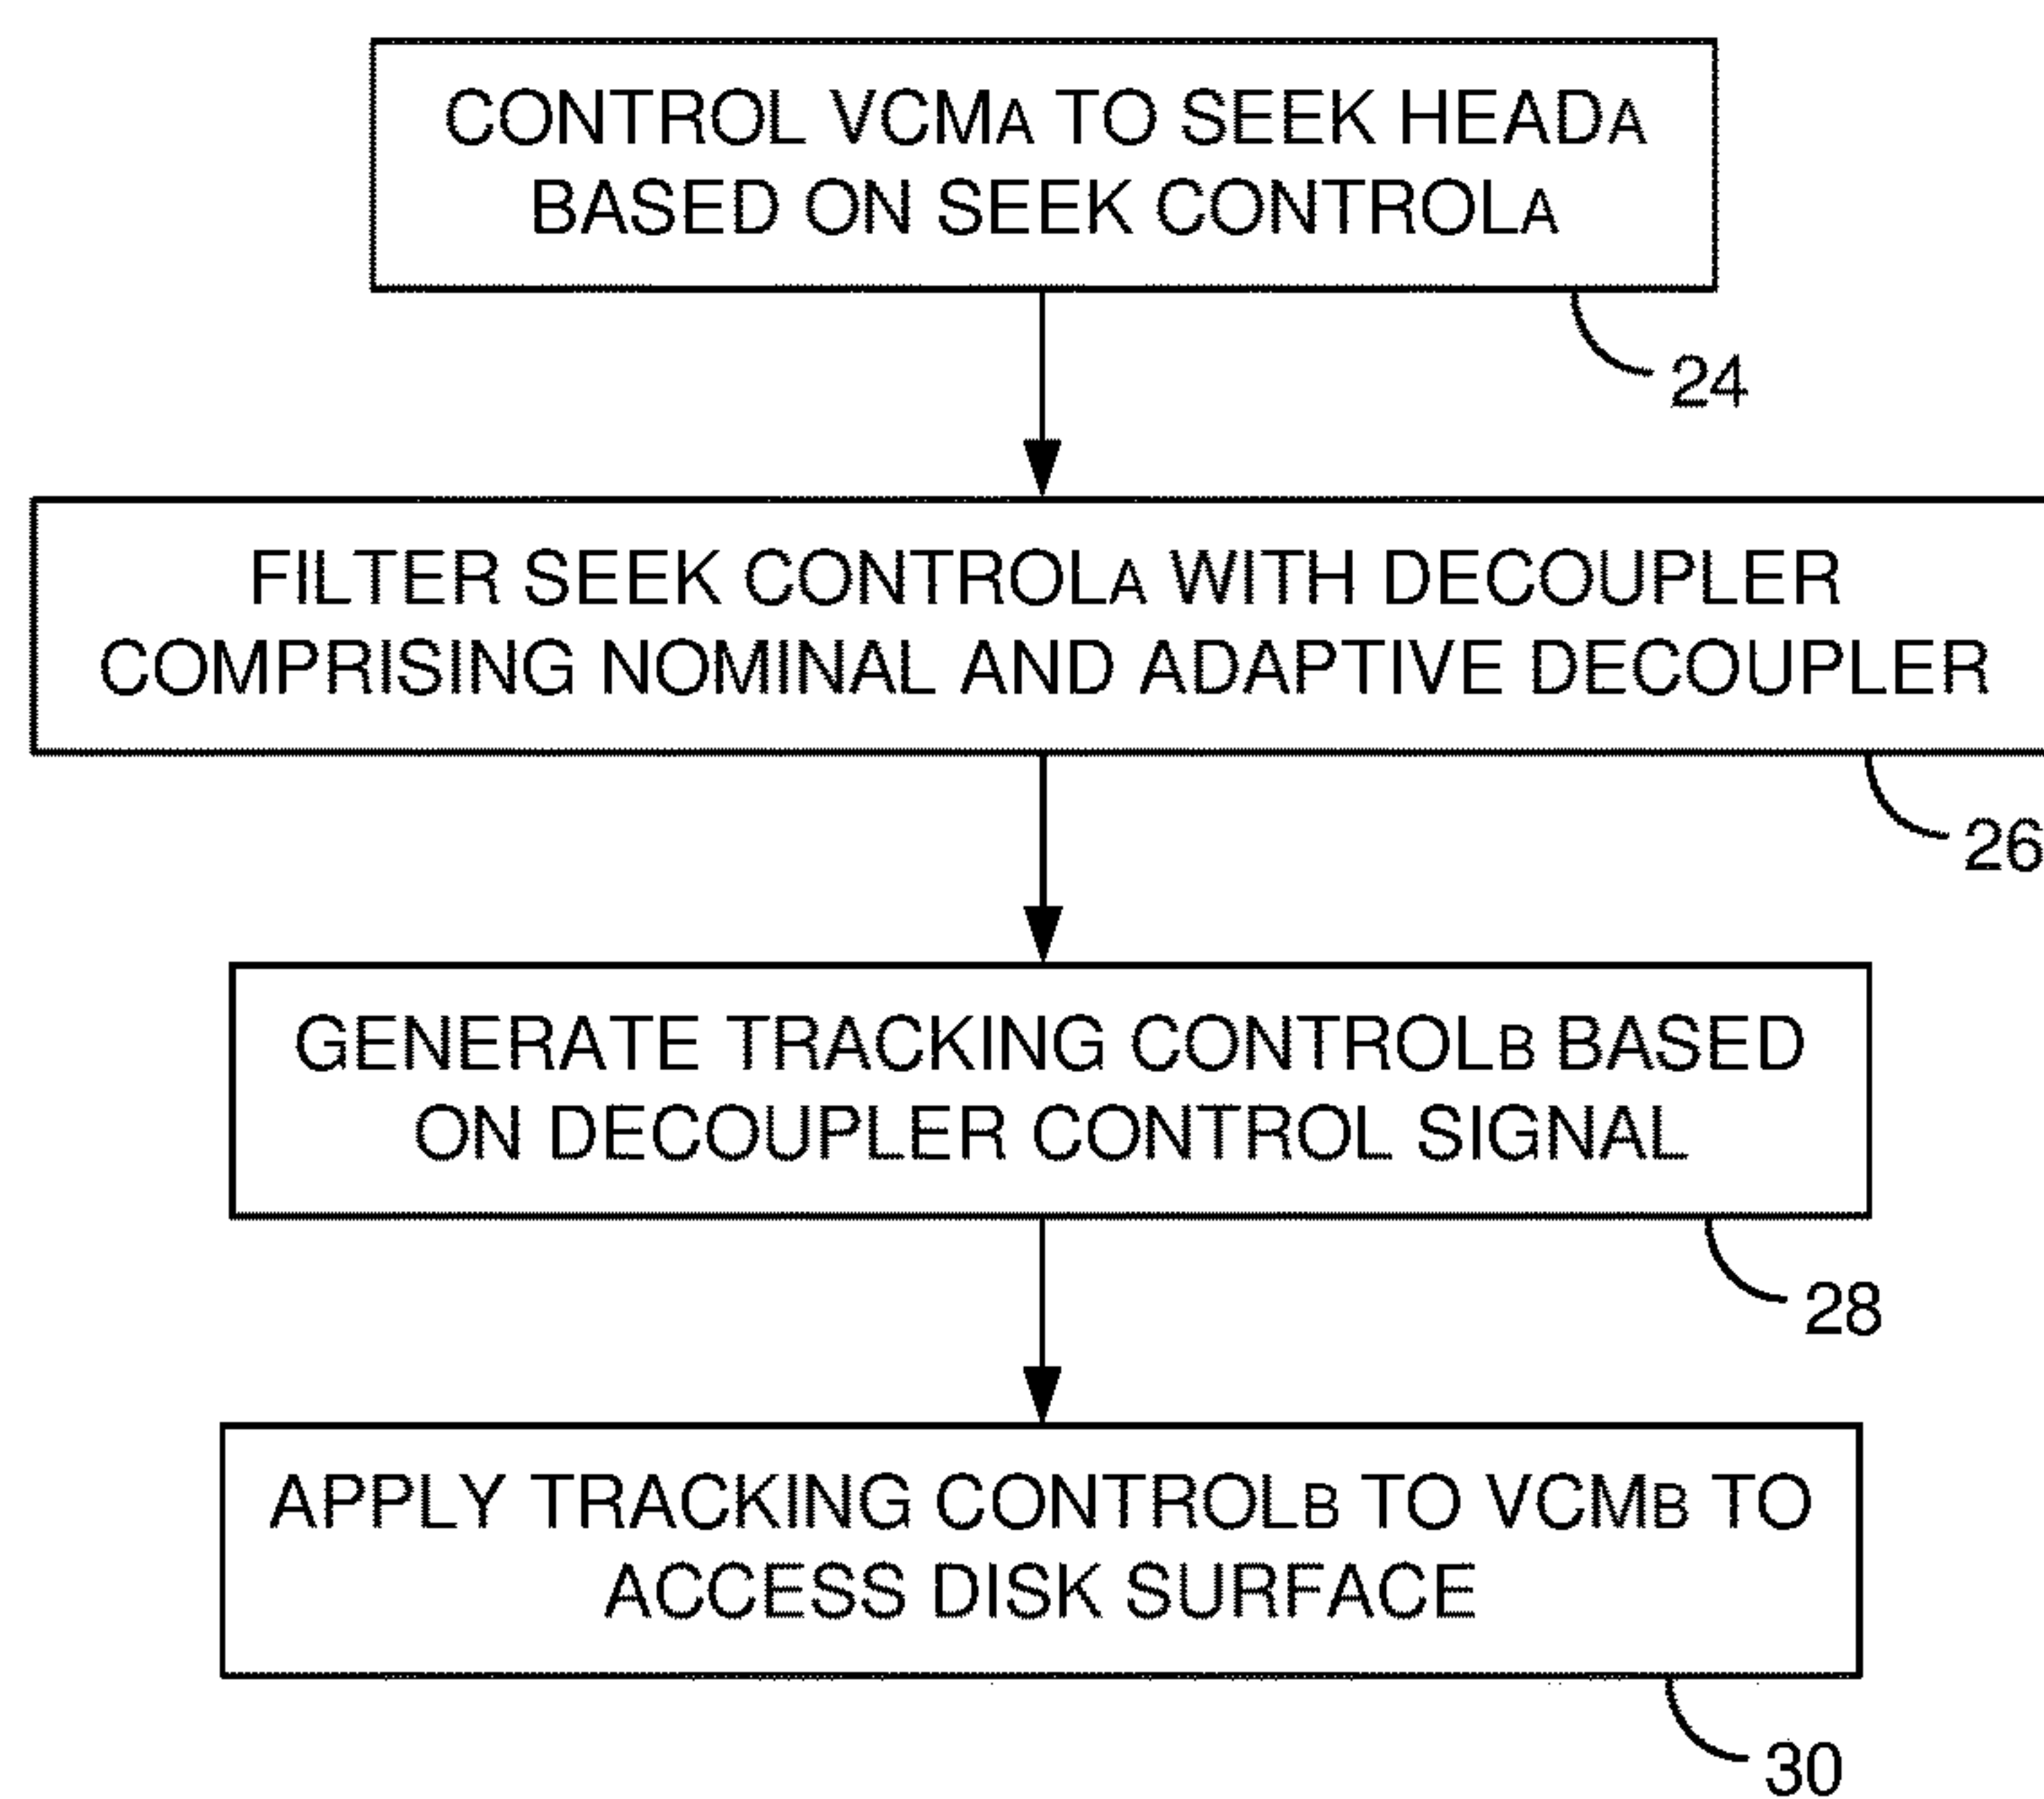 CONTROL VCMA TO SEEK HEADA
BASED ON SEEK CONTROLA
24
FILTER SEEK CONTROLA WITH DECOUPLER
COMPRISING NOMINAL AND ADAPTIVE DECOUPLER
26
GENERATE TRACKING CONTROLB BASED
ON DECOUPLER CONTROL SIGNAL
28
APPLY TRACKING CONTROLB TO VCMB TO
ACCESS DISK SURFACE
30